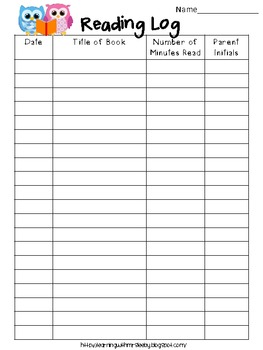 Name
Reading Log
Date Title of Book Number of Minutes Read Parent Initials